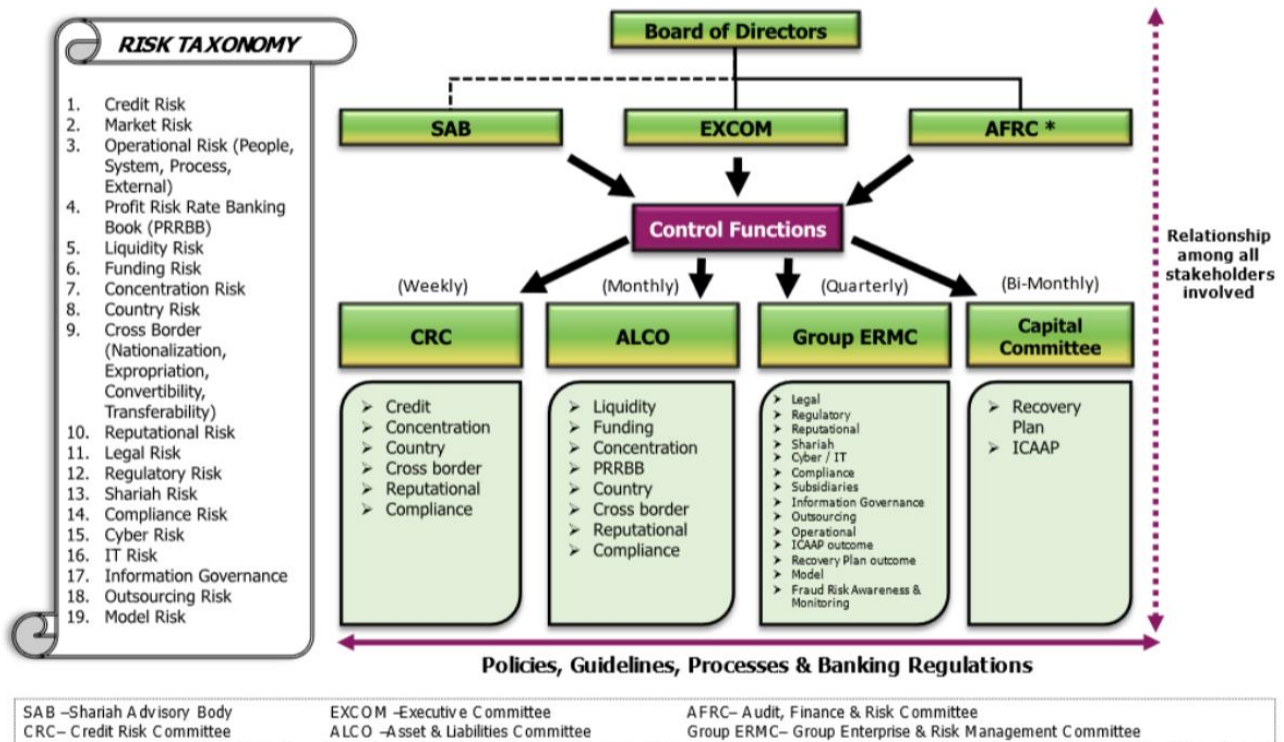 RISK TAXONOMY
1. Credit Risk
2. Market Risk
3. Operational Risk (People,
System, Process,
External)
4. Profit Risk Rate Banking
Book (PRRBB)
5. Liquidity Risk
6. Funding Risk
7. Concentration Risk
8. Country Risk
9. Cross Border
(Nationalization,
Expropriation,
Convertibility,
Transferability)
10. Reputational Risk
11. Legal Risk
12. Regulatory Risk
13. Shariah Risk
14. Compliance Risk
15. Cyber Risk
16. IT Risk
17. Information Governance
18. Outsourcing Risk
19. Model Risk
Board of Directors
SAB
EXCOM
AFRC *
Control Functions
(Weekly)
(Monthly)
(Quarterly)
(Bi-Monthly)
CRC
ALCO
Group ERMC
Capital
Committee
➢ Credit
➢ Concentration
➢ Country
➢ Cross border
➢ Reputational
➢ Compliance
➢ Liquidity
➢ Funding
➢ Concentration
➢ PRRBB
➢ Country
➢ Cross border
➢ Reputational
➢ Compliance
➢ Legal
➢ Regulatory
➢ Reputational
➢ Shariah
➢ Cyber / IT
➢ Compliance
➢ Subsidiaries
➢ Information Governance
➢ Outsourcing
➢ Operational
➢ ICAAP outcome
➢ Recovery Plan outcome
➢ Model
➢ Fraud Risk Awareness &
Monitoring
➢ Recovery
Plan
➢ ICAAP
Relationship
among all
stakeholders
involved
Policies, Guidelines, Processes & Banking Regulations
SAB –Shariah Advisory Body
EXCOM –Executive Committee
AFRC– Audit, Finance & Risk Committee
CRC– Credit Risk Committee
ALCO –Asset & Liabilities Committee
Group ERMC– Group Enterprise & Risk Management Committee